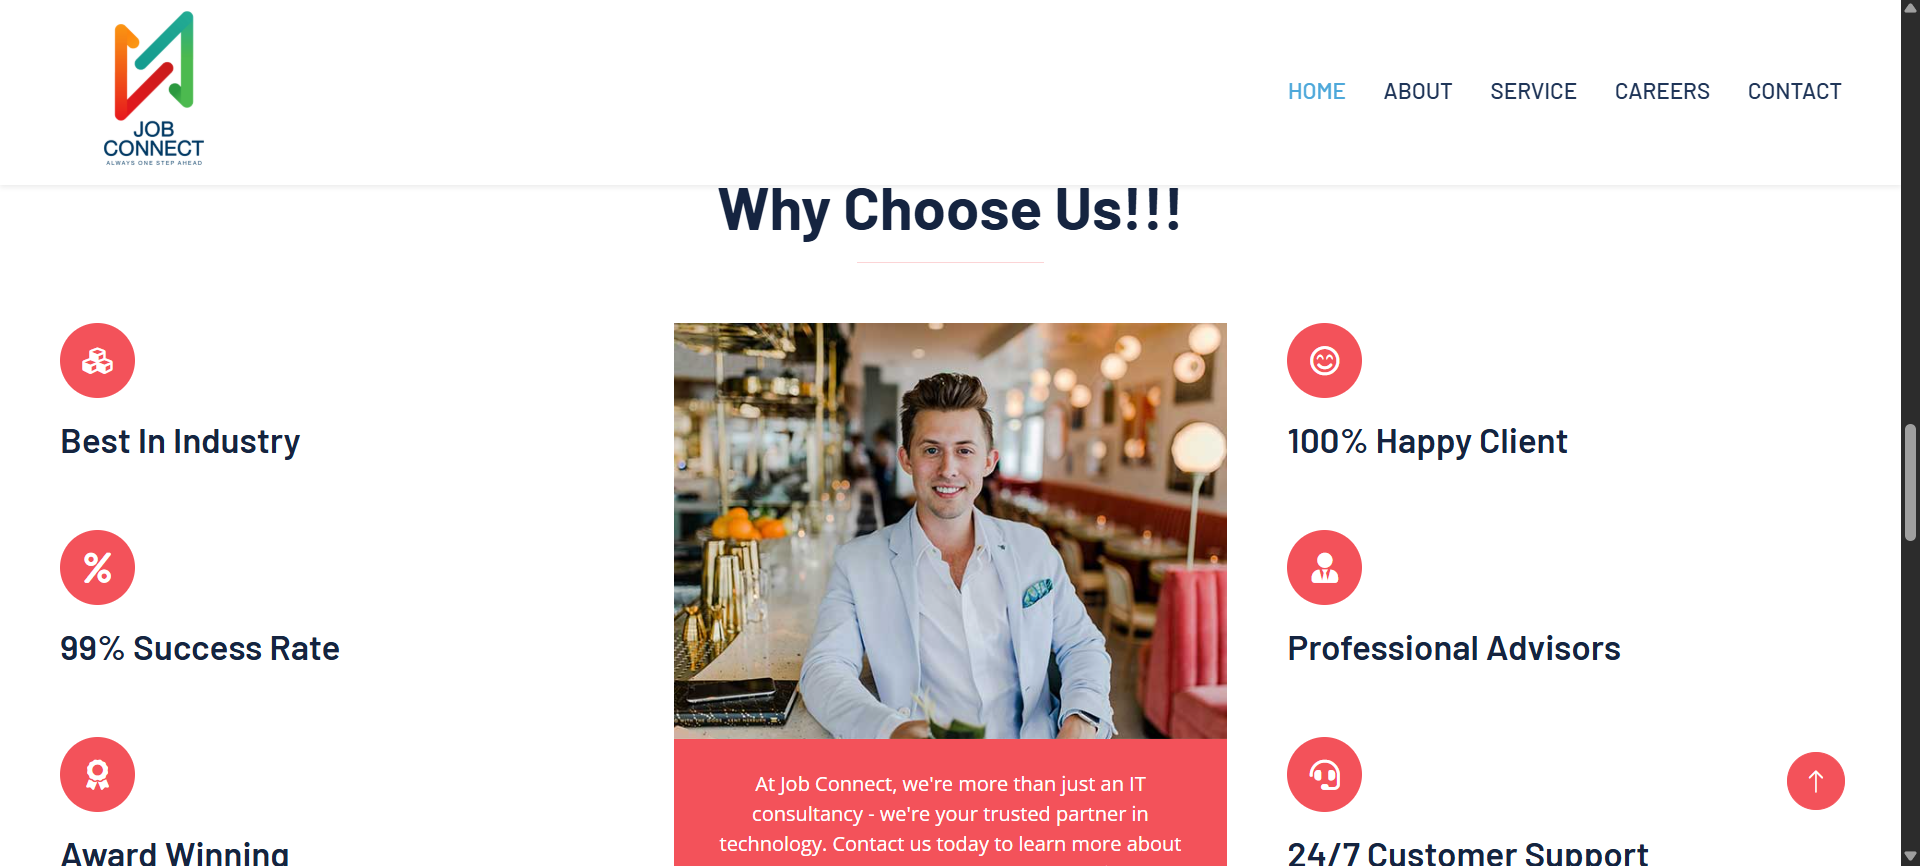 JOB
CONNECT
ALWAYS ONE STEP AHEAD
HOME ABOUT SERVICE CAREERS CONTACT
Why Choose Us!!!
Best In Industry
99% Success Rate
Award Winning
At Job Connect, we're more than just an IT
consultancy - we're your trusted partner in
technology. Contact us today to learn more about
100% Happy Client
Professional Advisors
24/7 Customer Support